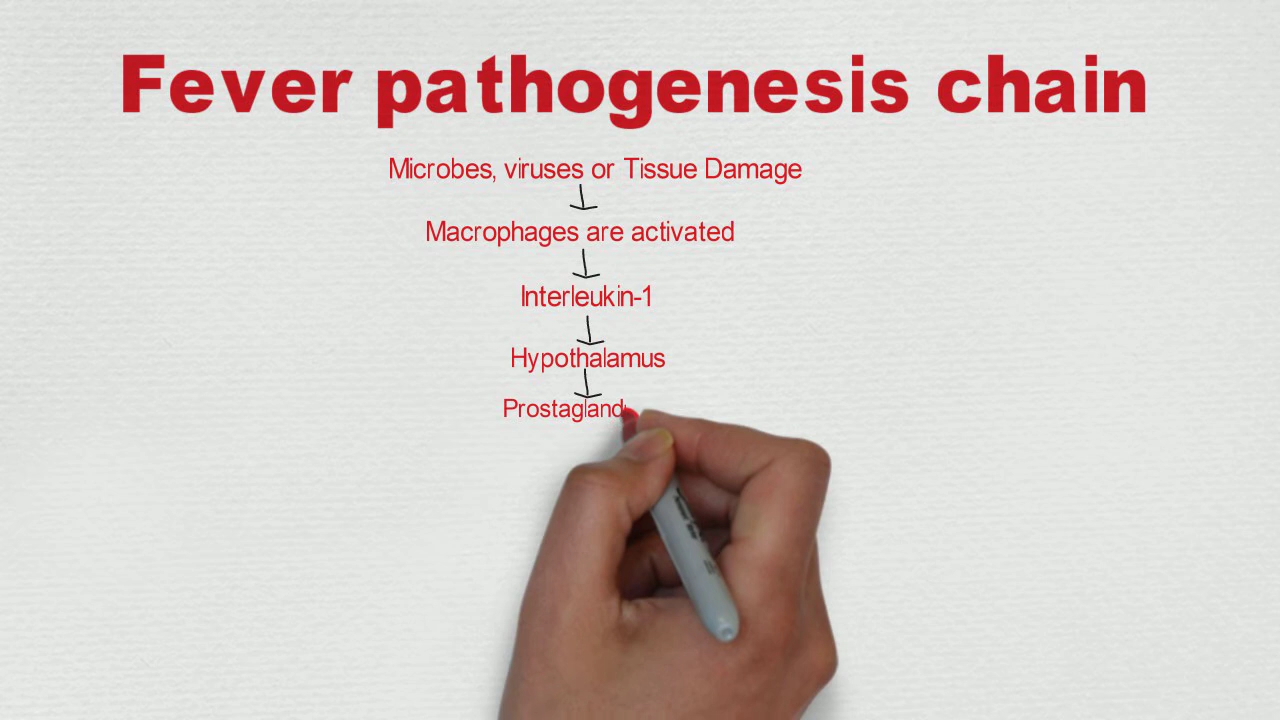 Fever pathogenesis chain
Microbes, viruses or Tissue Damage
Macrophages are activated
Interleukin-1
Hypothalamus
Prostagland